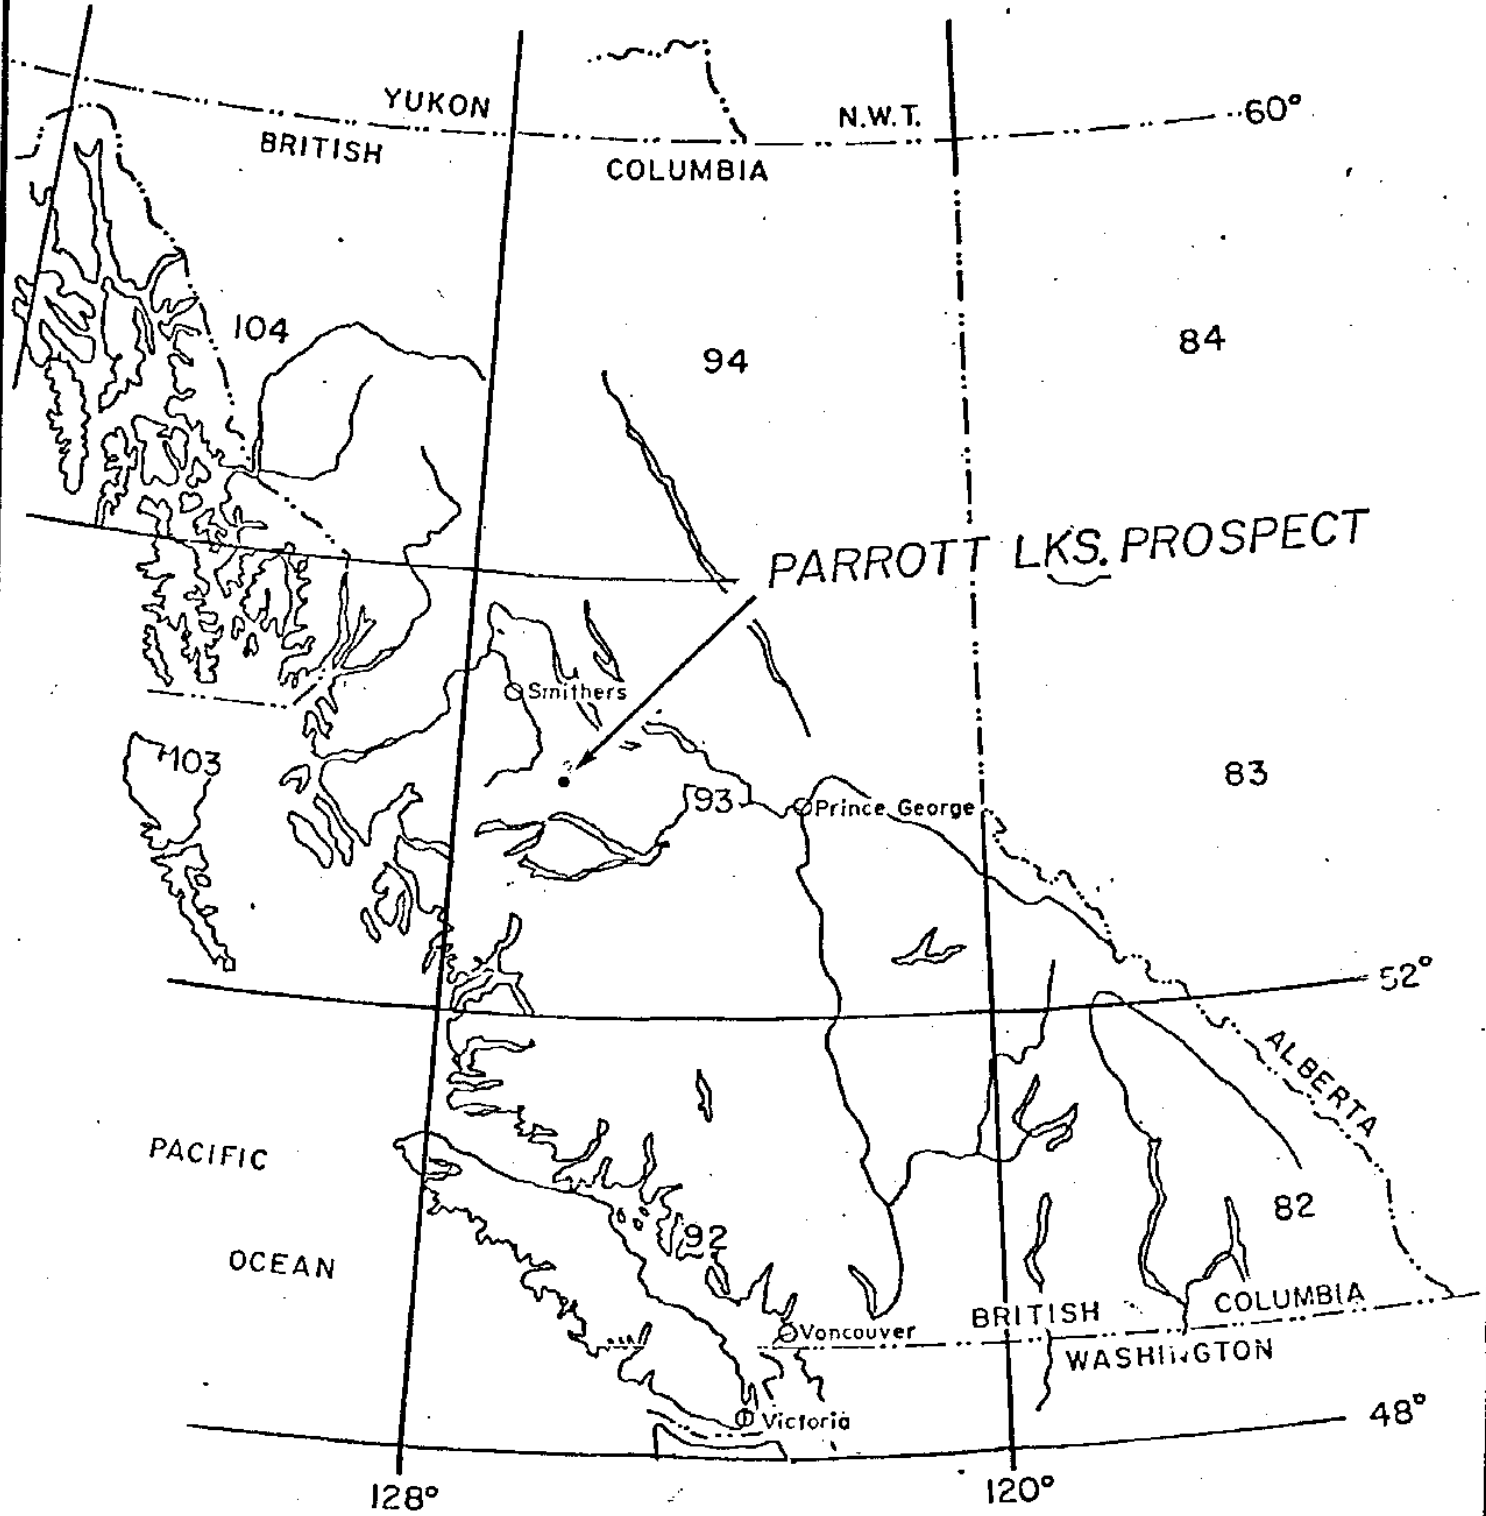 YUKON
N.W.T.
60°
BRITISH
COLUMBIA
104
94
84
PARROTT LKS. PROSPECT
Smithers
103
93
Prince George
83
52°
ALBERTA
PACIFIC
OCEAN
92
82
BRITISH
COLUMBIA
Vancouver
WASHINGTON
Victoria
48°
128°
120°